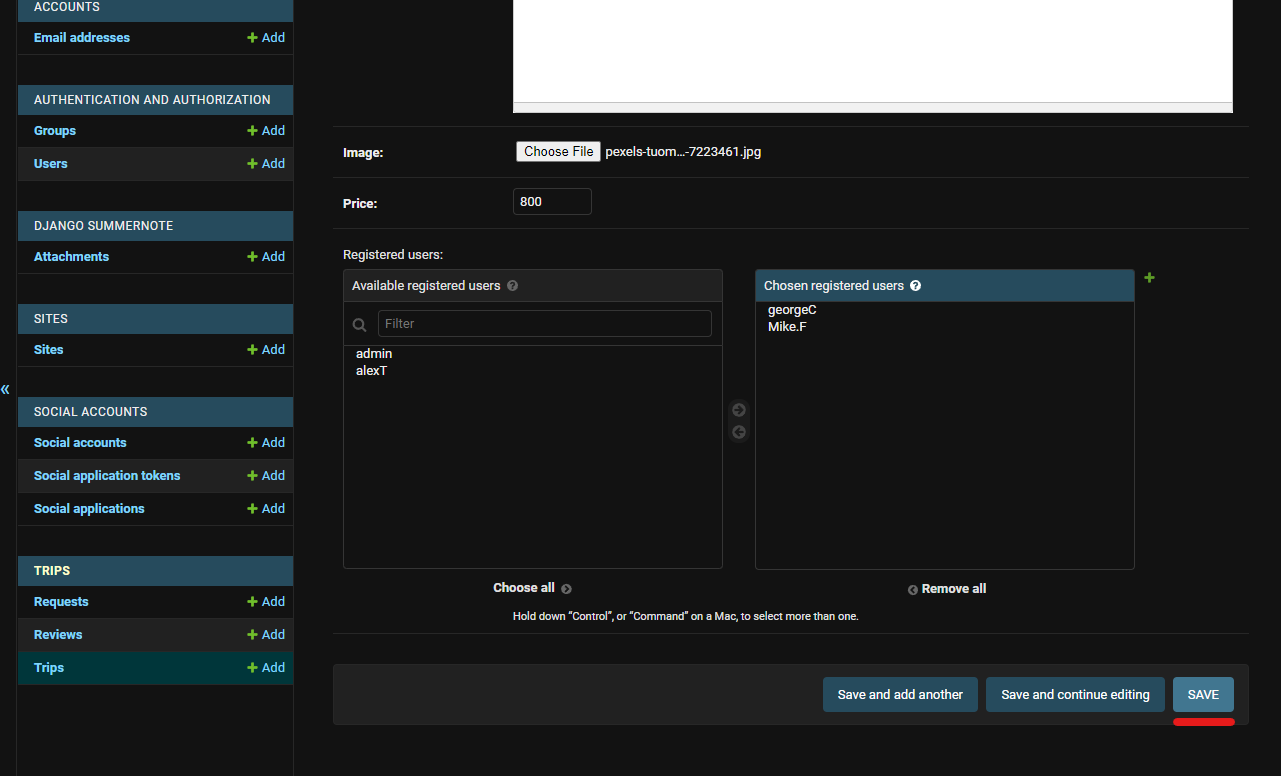 ACCOUNTS
Email addresses + Add
AUTHENTICATION AND AUTHORIZATION
Groups + Add
Users + Add
DJANGO SUMMERNOTE
Attachments + Add
SITES
Sites + Add
«
SOCIAL ACCOUNTS
Social accounts + Add
Social application tokens + Add
Social applications + Add
TRIPS
Requests + Add
Reviews + Add
Trips + Add
Image: Choose File pexels-tuom...-7223461.jpg
Price: 800
Registered users:
Available registered users ?
Filter
admin
alexT
Choose all
Chosen registered users ? +
georgeC
Mike.F
Remove all
Hold down “Control”, or “Command” on a Mac, to select more than one.
Save and add another Save and continue editing SAVE